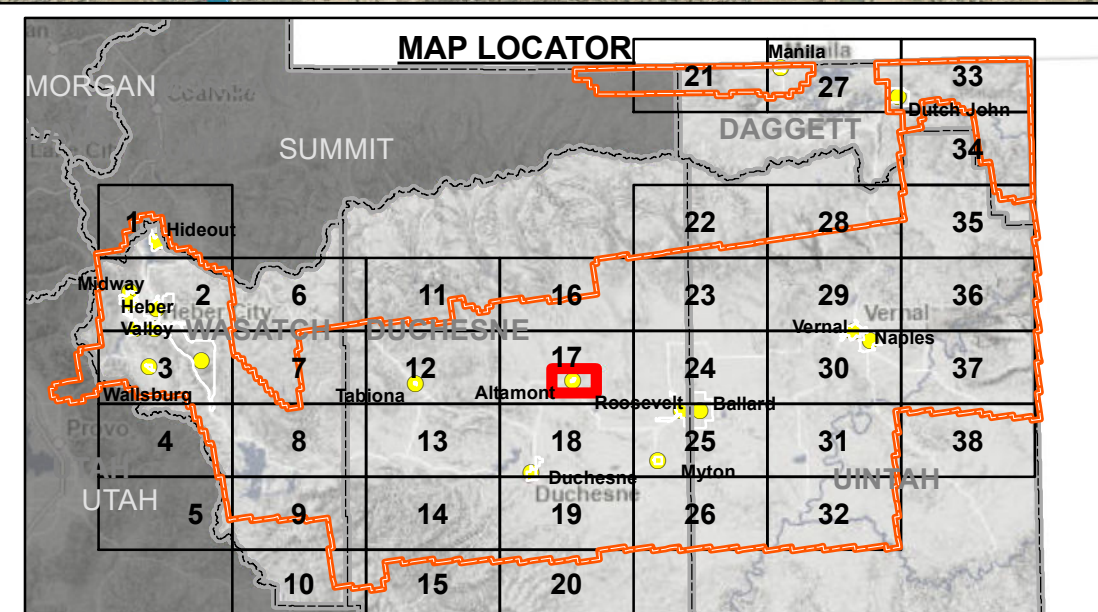 MAP LOCATOR
Manila
Manila
21
33
MORGAN
Coalville
27
Dutch John
DAGGETT
SUMMIT
34
1
Hideout
22
28
35
Midway
2
6
11
16
23
29
36
Heber
Heber City
Valley
WASATCH
DUCHESNE
Vernal
Vernal
Naples
3
7
12
17
24
30
37
Wallsburg
Tabiona
Altamont
Roosevelt
Ballard
Provo
4
8
13
18
25
31
38
Duchesne
Duchesne
Myton
UINTAH
UTAH
5
9
14
19
26
32
10
15
20